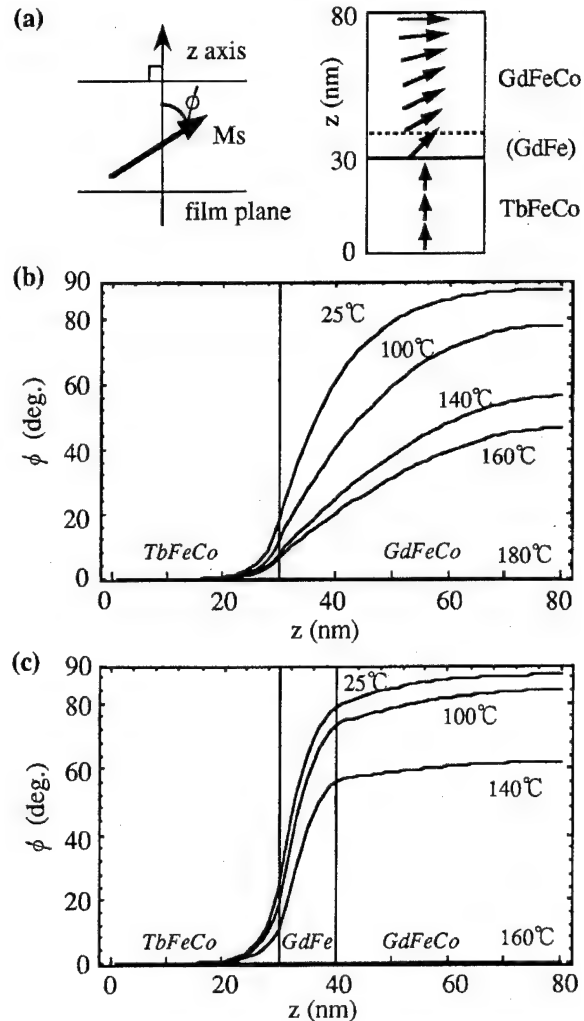 (a)
z axis
ϕ
Ms
film plane
80
z (nm)
30
0
GdFeCo
(GdFe)
TbFeCo
(b)
90
80
60
40
20
0
ϕ (deg.)
25℃
100℃
140℃
160℃
TbFeCo
GdFeCo
180℃
0
20
40
60
80
z (nm)
(c)
90
80
60
40
20
0
ϕ (deg.)
25℃
100℃
140℃
TbFeCo
GdFe
GdFeCo
160℃
0
20
40
60
80
z (nm)